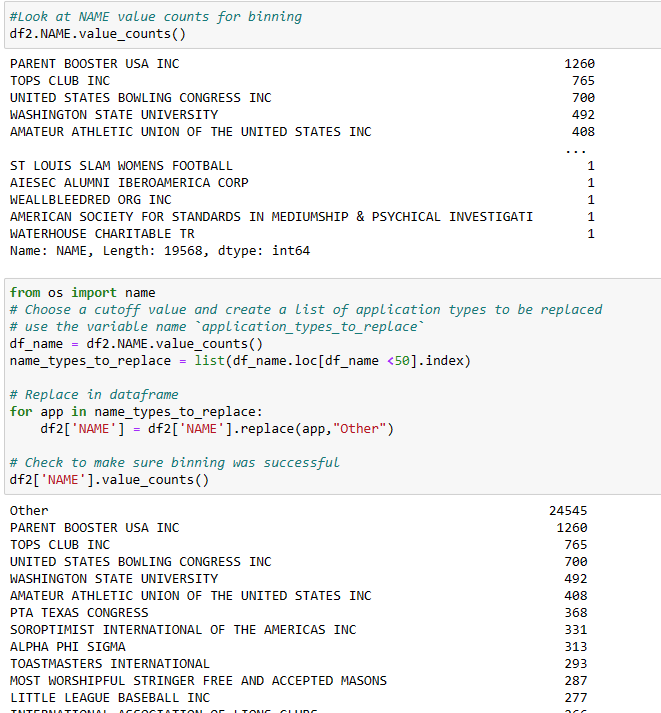 #Look at NAME value counts for binning
df2.NAME.value_counts()
PARENT BOOSTER USA INC 1260
TOPS CLUB INC 765
UNITED STATES BOWLING CONGRESS INC 700
WASHINGTON STATE UNIVERSITY 492
AMATEUR ATHLETIC UNION OF THE UNITED STATES INC 408
...
ST LOUIS SLAM WOMENS FOOTBALL 1
AIESEC ALUMNI IBEROAMERICA CORP 1
WEALLBLEEDRED ORG INC 1
AMERICAN SOCIETY FOR STANDARDS IN MEDIUMSHIP & PSYCHICAL INVESTIGATI 1
WATERHOUSE CHARITABLE TR 1
Name: NAME, Length: 19568, dtype: int64
from os import name
# Choose a cutoff value and create a list of application types to be replaced
# use the variable name `application_types_to_replace`
df_name = df2.NAME.value_counts()
name_types_to_replace = list(df_name.loc[df_name <50].index)
# Replace in dataframe
for app in name_types_to_replace:
    df2['NAME'] = df2['NAME'].replace(app,"Other")
# Check to make sure binning was successful
df2['NAME'].value_counts()
Other 24545
PARENT BOOSTER USA INC 1260
TOPS CLUB INC 765
UNITED STATES BOWLING CONGRESS INC 700
WASHINGTON STATE UNIVERSITY 492
AMATEUR ATHLETIC UNION OF THE UNITED STATES INC 408
PTA TEXAS CONGRESS 368
SOROPTIMIST INTERNATIONAL OF THE AMERICAS INC 331
ALPHA PHI SIGMA 313
TOASTMASTERS INTERNATIONAL 293
MOST WORSHIPFUL STRINGER FREE AND ACCEPTED MASONS 287
LITTLE LEAGUE BASEBALL INC 277
INTERNATIONAL ASSOCIATION OF LIONS CLUBS 266